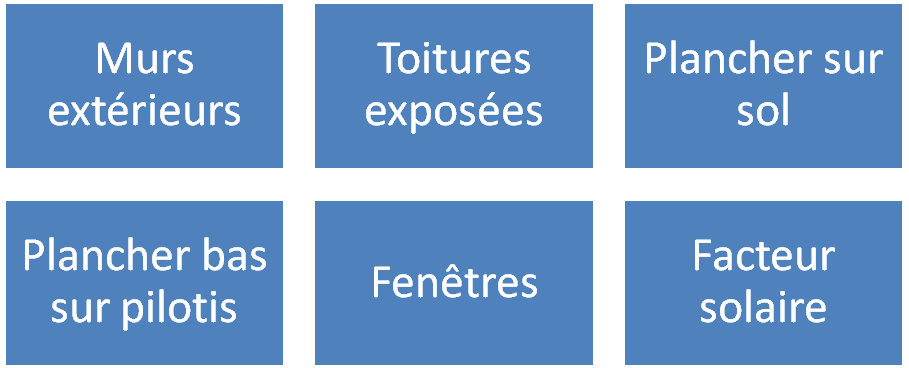 Murs
extérieurs
Toitures
exposées
Plancher sur
sol
Plancher bas
sur pilotis
Fenêtres
Facteur
solaire